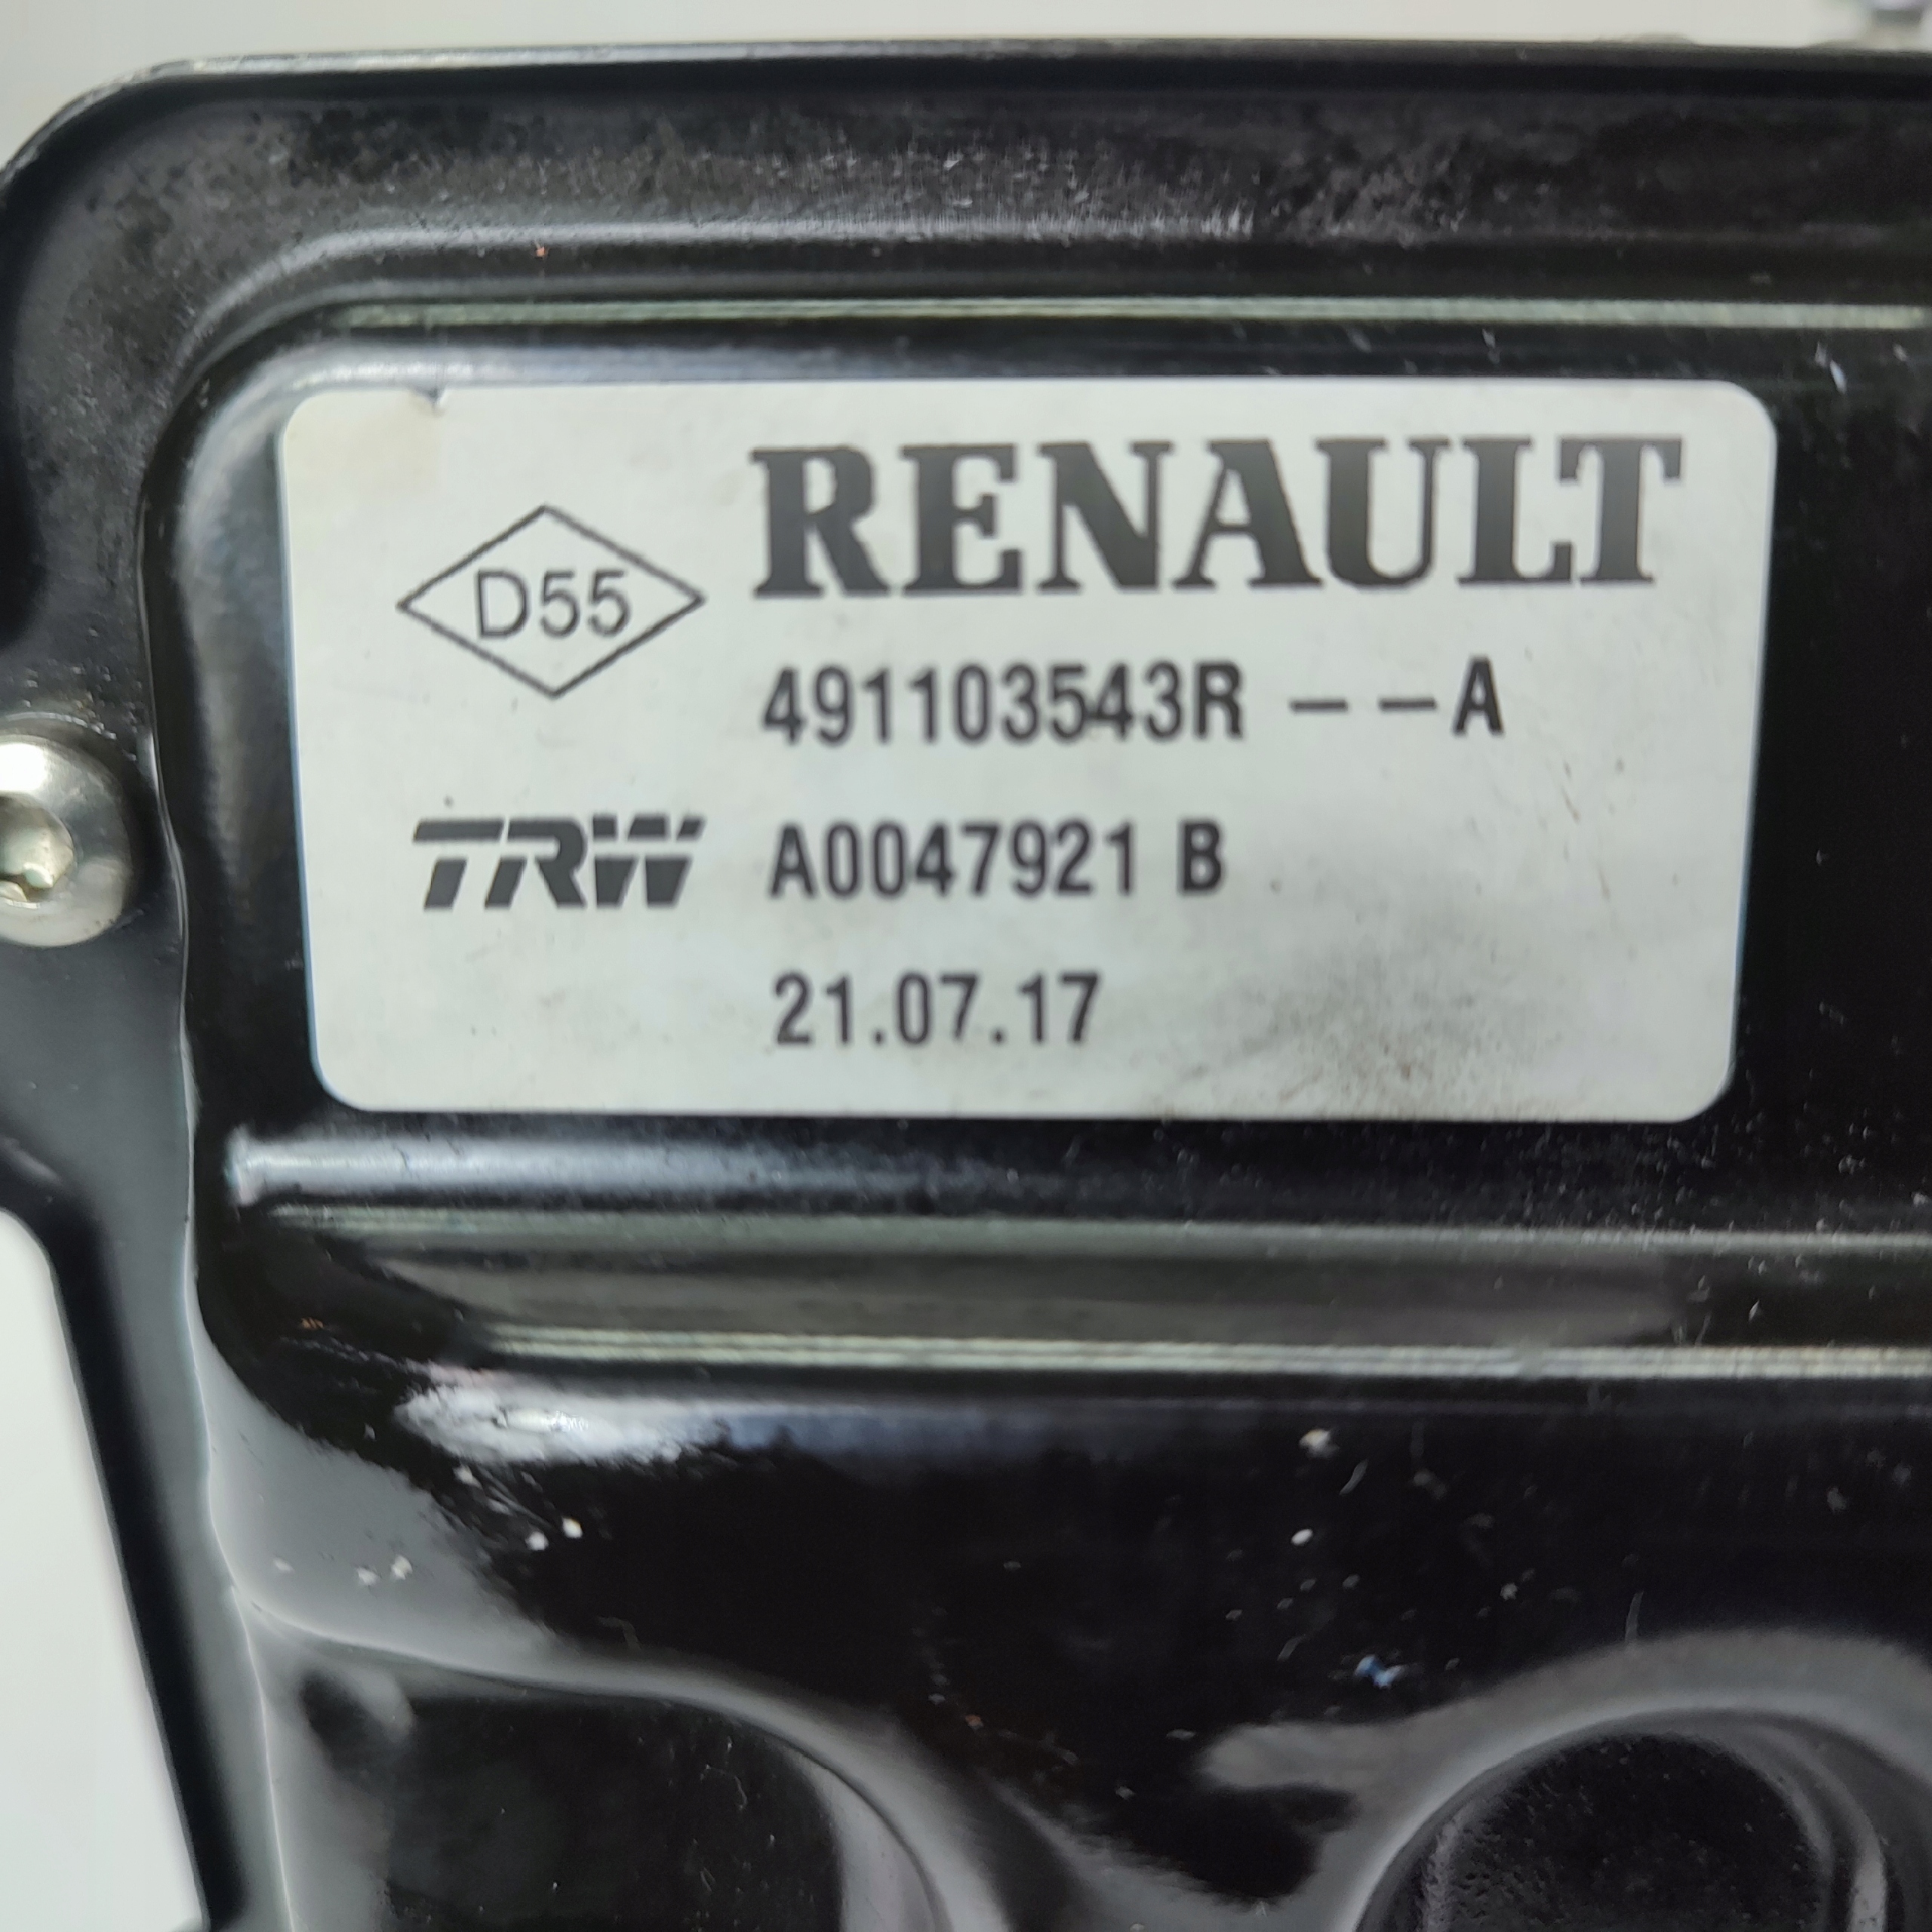 RENAULT
D55
491103543R --A
TRW A0047921 B
21.07.17